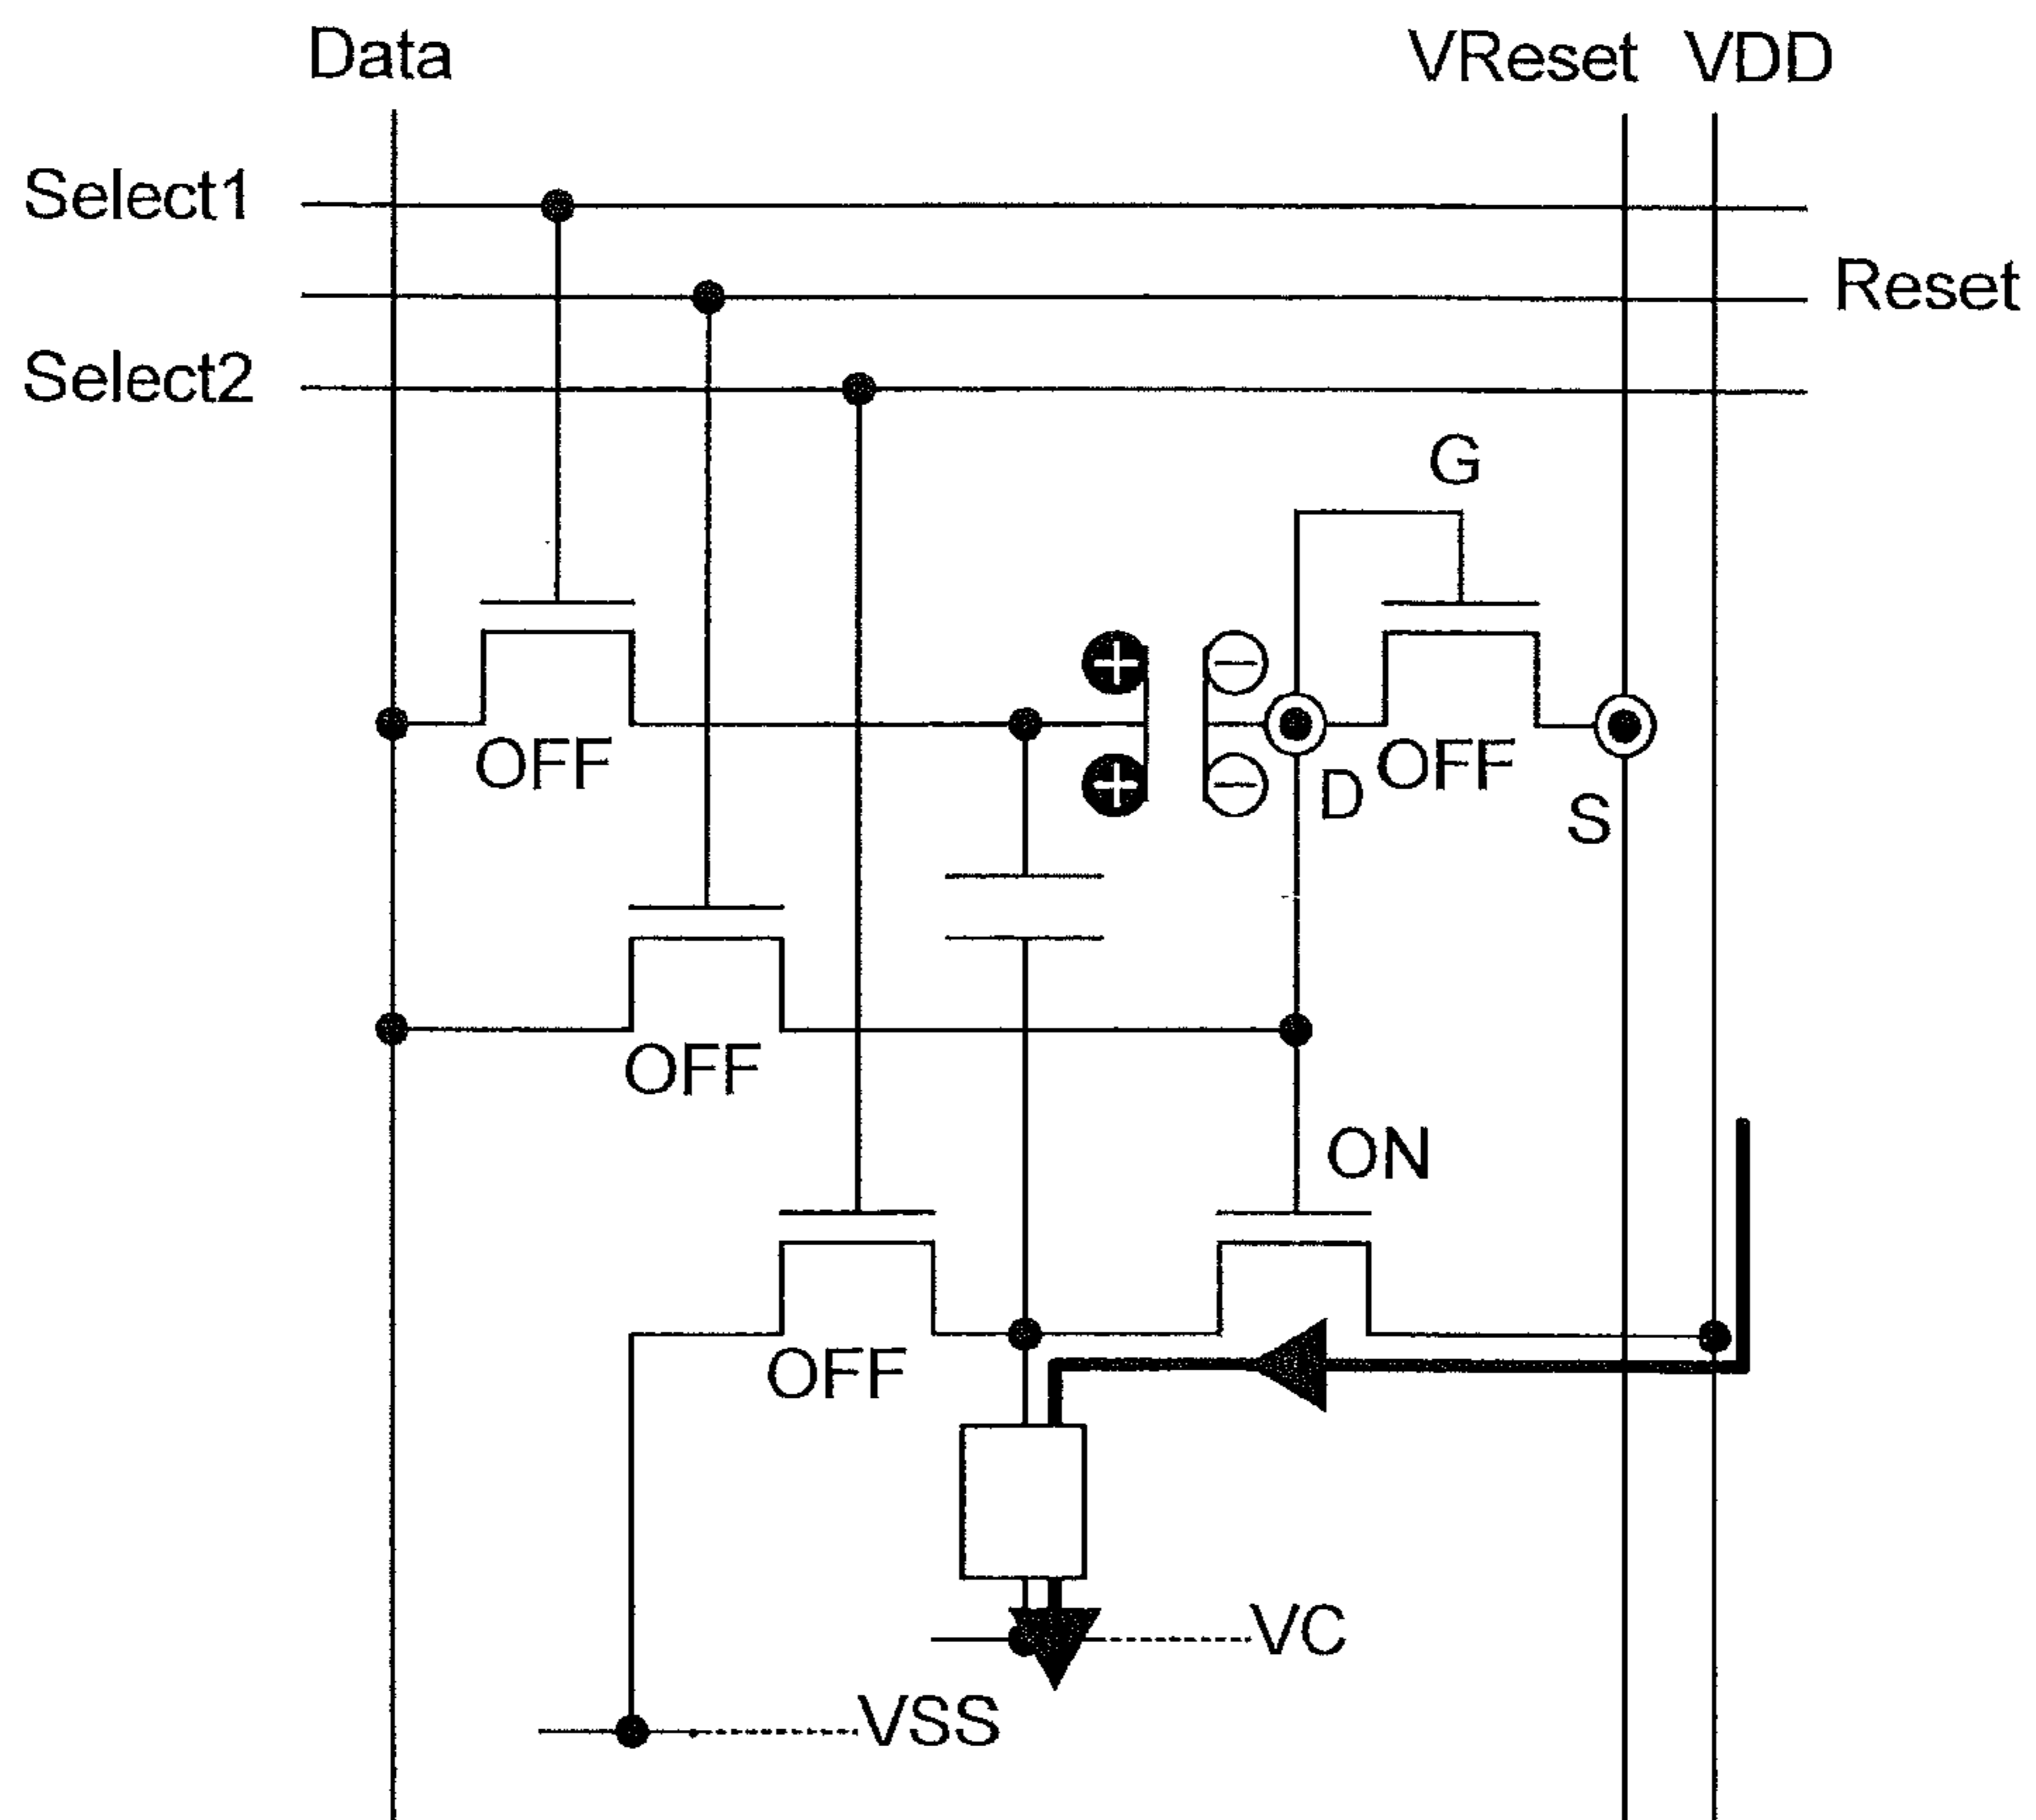 Data
VReset
VDD
Select1
Reset
Select2
G
+
−
OFF
+
−
D
OFF
S
OFF
ON
OFF
VC
VSS